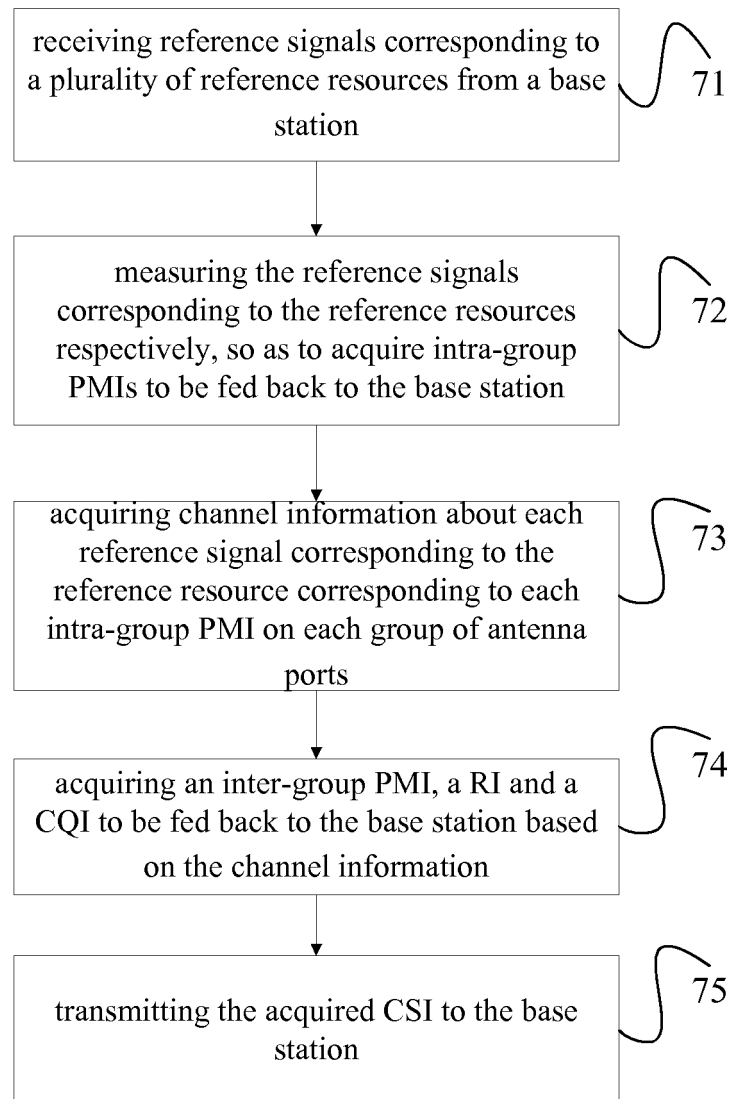 receiving reference signals corresponding to
a plurality of reference resources from a base
station
71
measuring the reference signals
corresponding to the reference resources
respectively, so as to acquire intra-group
PMIs to be fed back to the base station
72
acquiring channel information about each
reference signal corresponding to the
reference resource corresponding to each
intra-group PMI on each group of antenna
ports
73
acquiring an inter-group PMI, a RI and a
CQI to be fed back to the base station based
on the channel information
74
transmitting the acquired CSI to the base
station
75